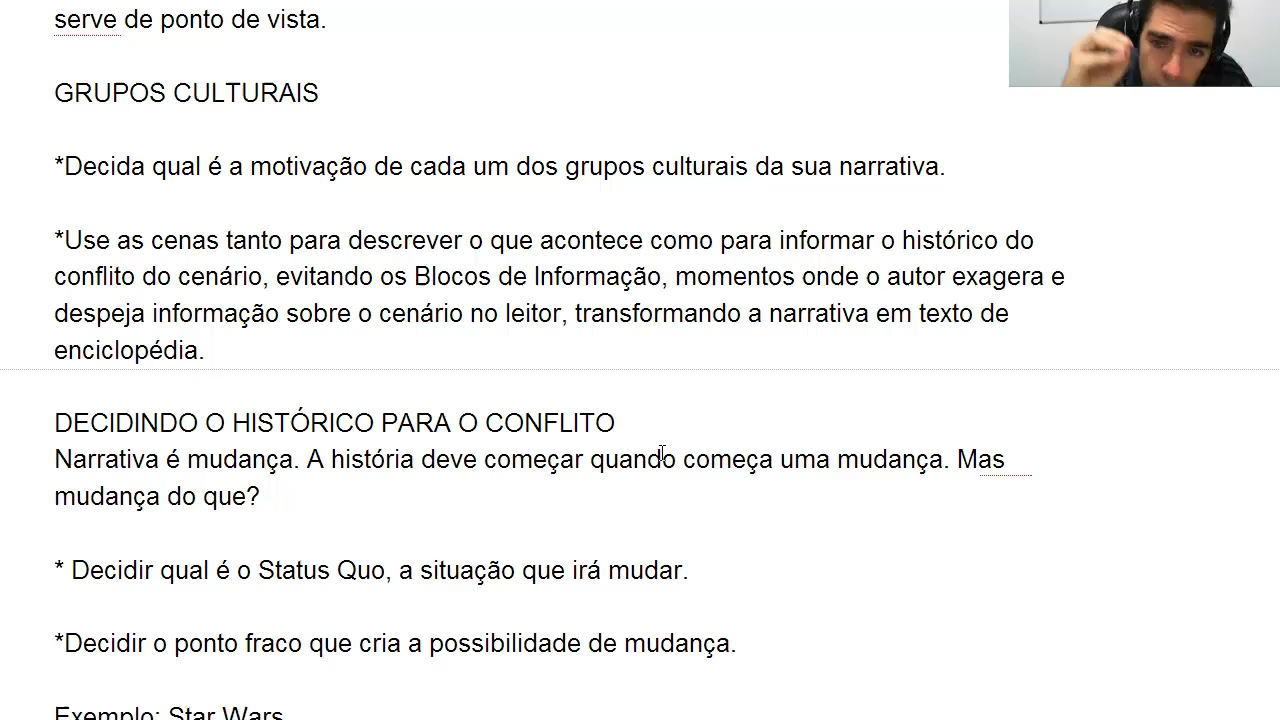 serve de ponto de vista.
GRUPOS CULTURAIS
*Decida qual é a motivação de cada um dos grupos culturais da sua narrativa.
*Use as cenas tanto para descrever o que acontece como para informar o histórico do
conflito do cenário, evitando os Blocos de Informação, momentos onde o autor exagera e
despeja informação sobre o cenário no leitor, transformando a narrativa em texto de
enciclopédia.
DECIDINDO O HISTÓRICO PARA O CONFLITO
Narrativa é mudança. A história deve começar quando começa uma mudança. Mas
mudança do que?
* Decidir qual é o Status Quo, a situação que irá mudar.
*Decidir o ponto fraco que cria a possibilidade de mudança.
Exemplo: Star Wars